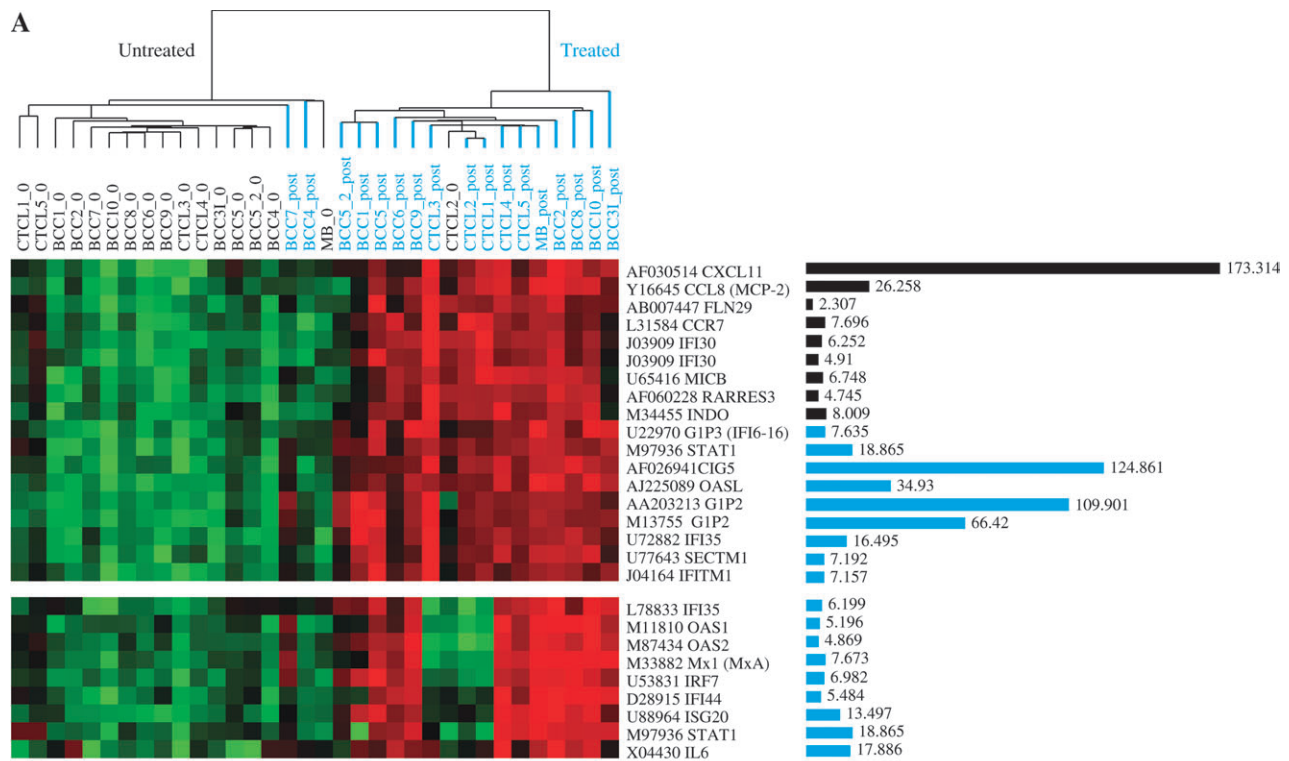 A
Untreated
Treated
CTCL1_0
CTCL5_0
BCC1_0
BCC2_0
BCC7_0
BCC10_0
BCC8_0
BCC6_0
BCC9_0
CTCL3_0
CTCL4_0
BCC3I_0
BCC5_0
BCC5_2_0
BCC4_0
BCC7_post
BCC4_post
MB_0
BCC5_2_post
BCC1_post
BCC5_post
BCC6_post
BCC9_post
CTCL3_post
CTCL2_0
CTCL2_post
CTCL1_post
CTCL4_post
CTCL5_post
MB_post
BCC2_post
BCC8_post
BCC10_post
BCC3I_post
AF030514 CXCL11 173.314
Y16645 CCL8 (MCP-2) 26.258
AB007447 FLN29 2.307
L31584 CCR7 7.696
J03909 IFI30 6.252
J03909 IFI30 4.91
U65416 MICB 6.748
AF060228 RARRES3 4.745
M34455 INDO 8.009
U22970 G1P3 (IFI6-16) 7.635
M97936 STAT1 18.865
AF026941CIG5 124.861
AJ225089 OASL 34.93
AA203213 G1P2 109.901
M13755 G1P2 66.42
U72882 IFI35 16.495
U77643 SECTM1 7.192
J04164 IFITM1 7.157
L78833 IFI35 6.199
M11810 OAS1 5.196
M87434 OAS2 4.869
M33882 Mx1 (MxA) 7.673
U53831 IRF7 6.982
D28915 IFI44 5.484
U88964 ISG20 13.497
M97936 STAT1 18.865
X04430 IL6 17.886